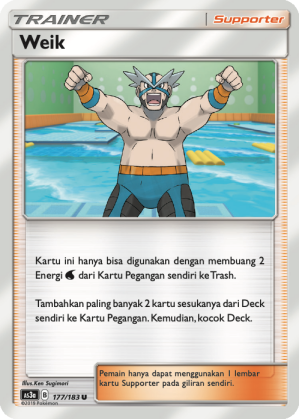 TRAINER Supporter
Weik
Kartu ini hanya bisa digunakan dengan membuang 2
Energi dari Kartu Pegangan sendiri ke Trash.
Tambahkan paling banyak 2 kartu sesukanya dari Deck
sendiri ke Kartu Pegangan. Kemudian, kocok Deck.
Illus.Ken Sugimori
AS3a B 177/183 U
©2018 Pokémon
Pemain hanya dapat menggunakan 1 lembar
kartu Supporter pada giliran sendiri.